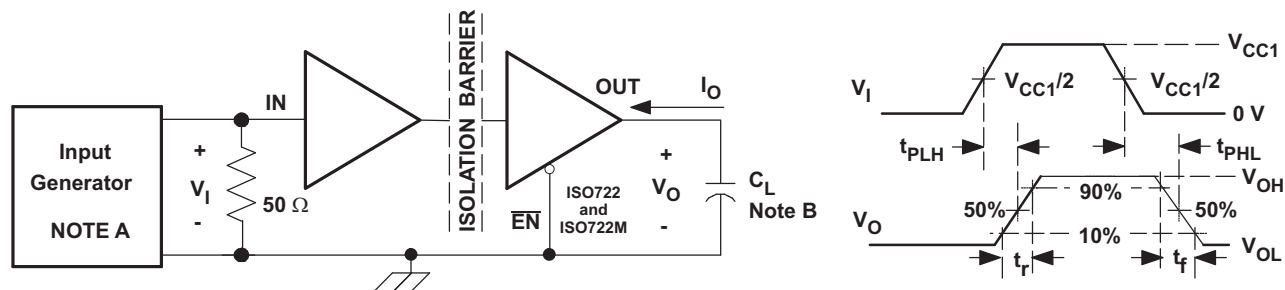 Input
Generator
NOTE A
+
V_I
-
50 Ω
IN
ISOLATION BARRIER
OUT
I_O
EN
ISO722
and
ISO722M
+
V_O
-
C_L
Note B
V_I
V_CC1/2
V_CC1/2
V_CC1
0 V
t_PLH
t_PHL
V_O
50%
90%
10%
50%
V_OH
V_OL
t_r
t_f